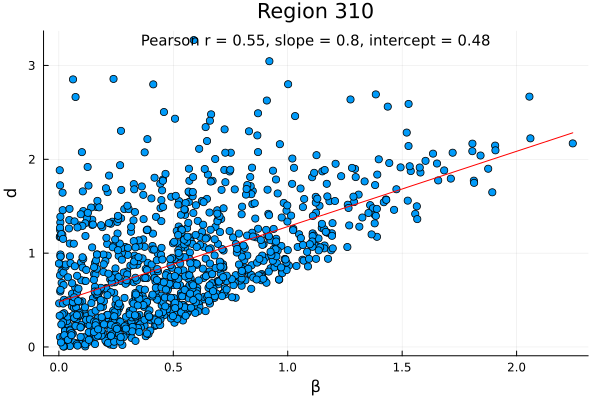 Region 310
Pearson r = 0.55, slope = 0.8, intercept = 0.48
3
2
d
1
0
0.0 0.5 1.0 1.5 2.0
β